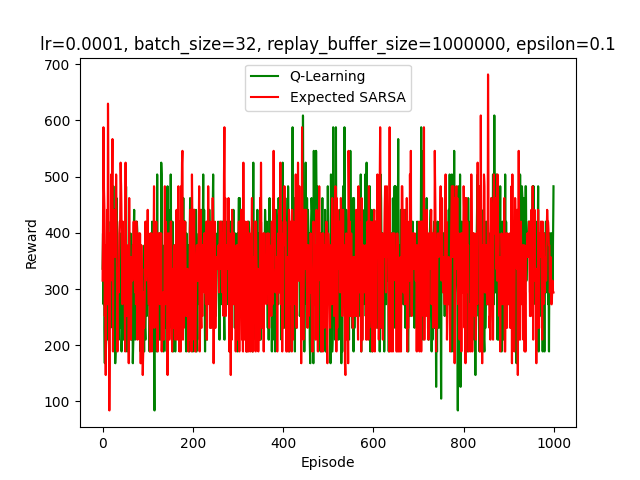 lr=0.0001, batch_size=32, replay_buffer_size=1000000, epsilon=0.1
Q-Learning
Expected SARSA
700
600
500
400
300
200
100
Reward
0
200
400
600
800
1000
Episode